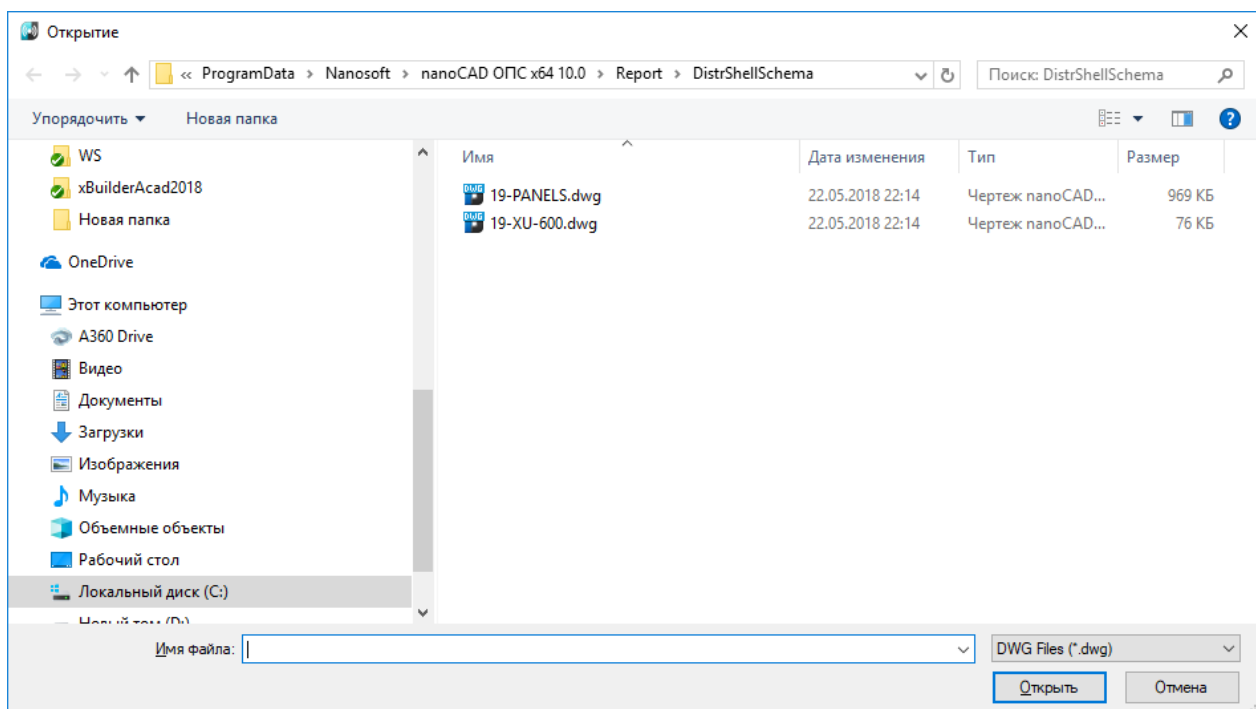 Открытие
« ProgramData › Nanosoft › nanoCAD ОПС x64 10.0 › Report › DistrShellSchema
Поиск: DistrShellSchema
Упорядочить
Новая папка
WS
xBuilderAcad2018
Новая папка
OneDrive
Этот компьютер
A360 Drive
Видео
Документы
Загрузки
Изображения
Музыка
Объемные объекты
Рабочий стол
Локальный диск (C:)
Новый том (D:)
Имя Дата изменения Тип Размер
19-PANELS.dwg 22.05.2018 22:14 Чертеж nanoCAD... 969 КБ
19-XU-600.dwg 22.05.2018 22:14 Чертеж nanoCAD... 76 КБ
Имя файла:
DWG Files (*.dwg)
Открыть
Отмена